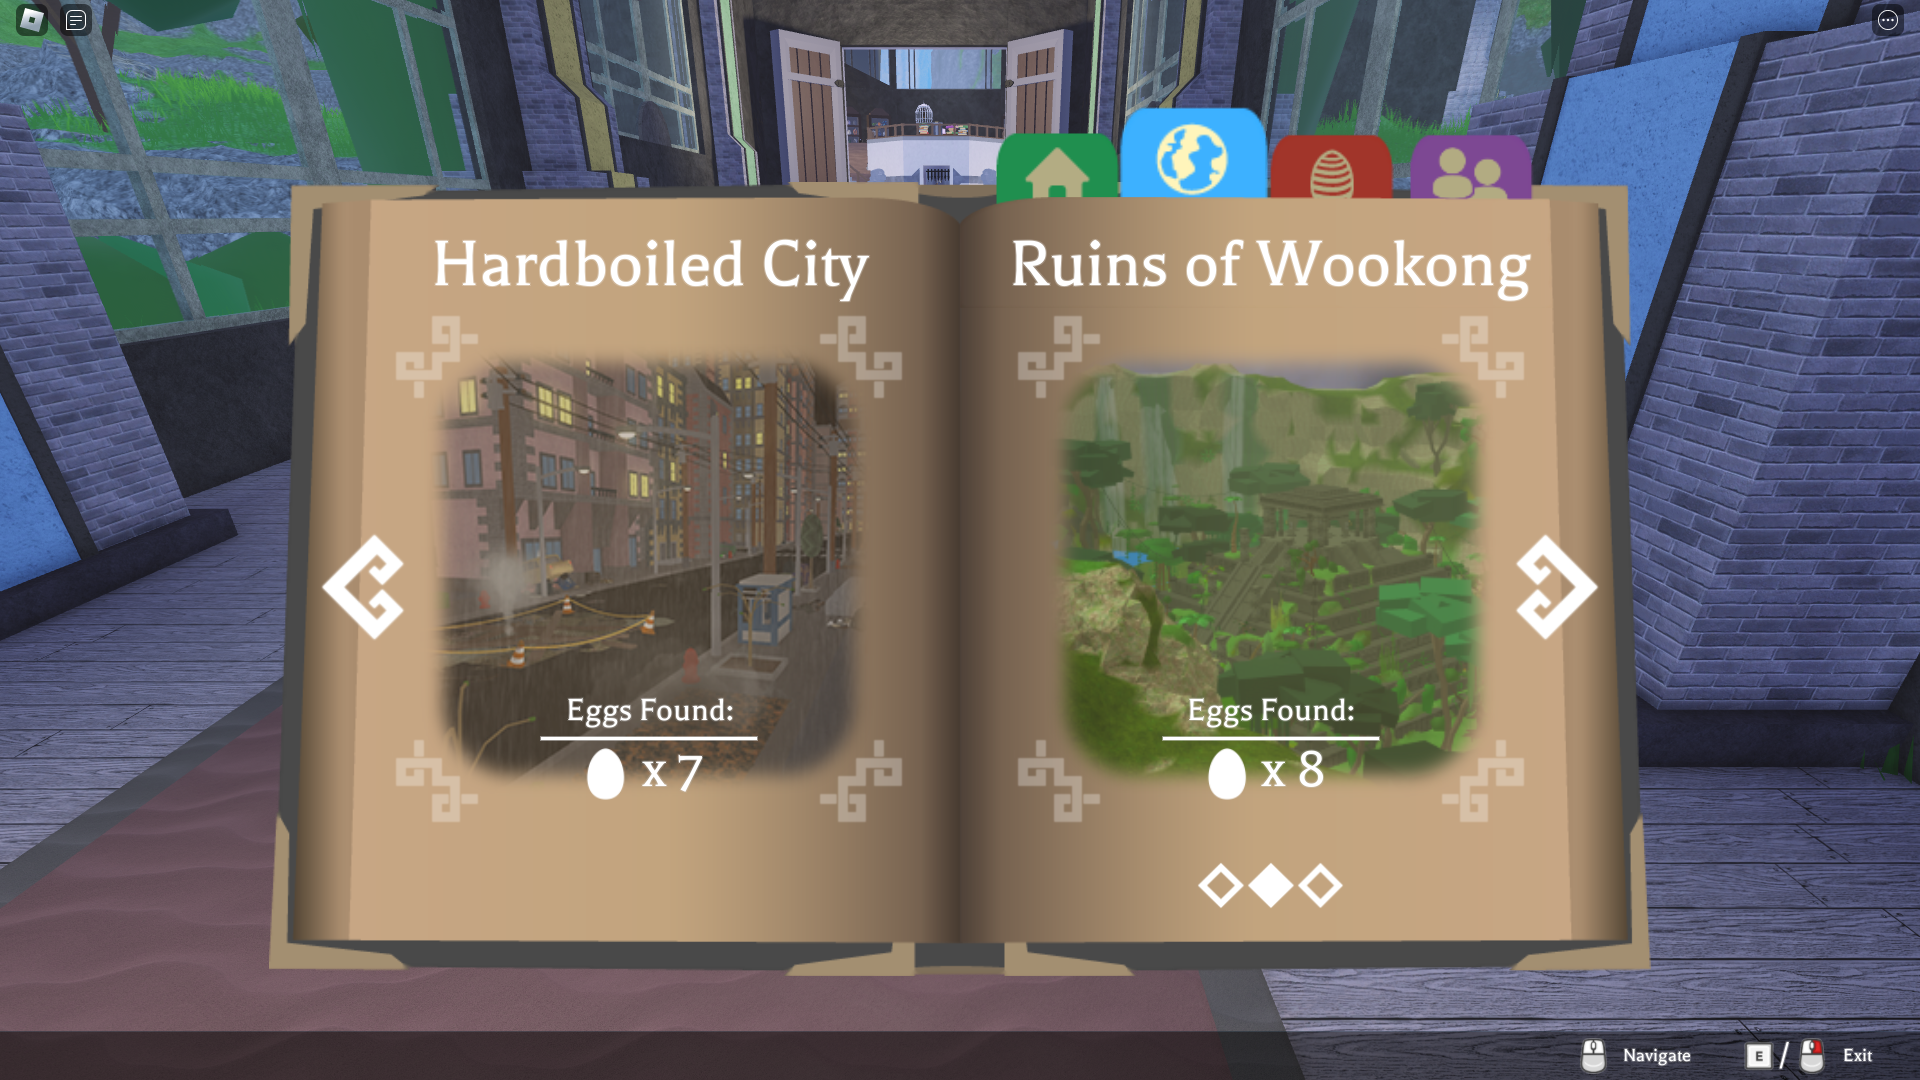 Hardboiled City
Eggs Found:
x 7
Ruins of Wookong
Eggs Found:
x 8
Navigate
E / Exit